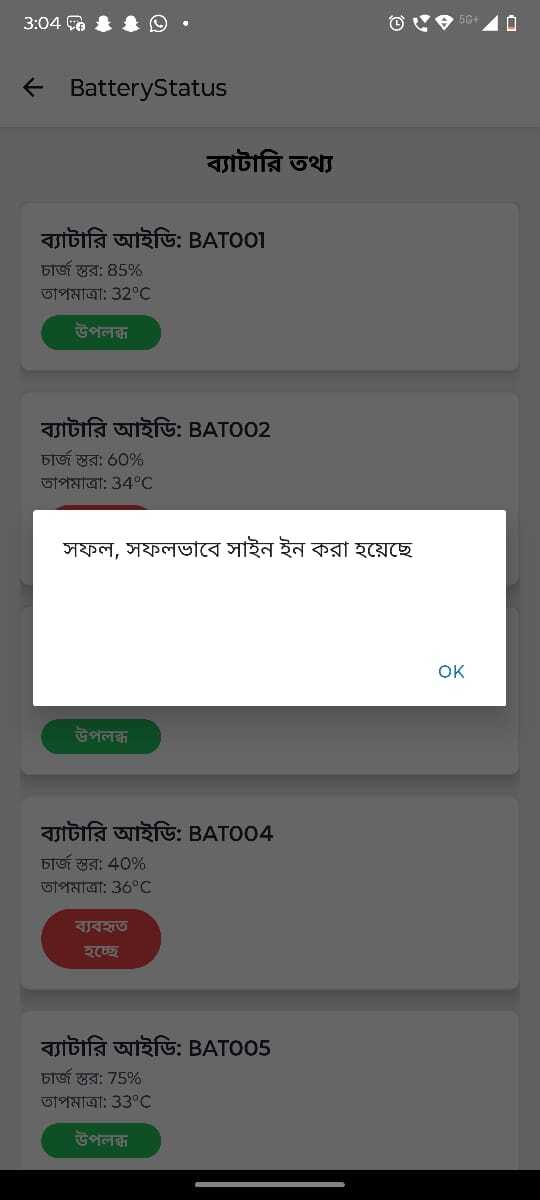 3:04
5G+
BatteryStatus
ব্যাটারি তথ্য
ব্যাটারি আইডি: BAT001
চার্জ স্তর: 85%
তাপমাত্রা: 32°C
উপলব্ধ
ব্যাটারি আইডি: BAT002
চার্জ স্তর: 60%
তাপমাত্রা: 34°C
সফল, সফলভাবে সাইন ইন করা হয়েছে
OK
উপলব্ধ
ব্যাটারি আইডি: BAT004
চার্জ স্তর: 40%
তাপমাত্রা: 36°C
ব্যবহৃত
হচ্ছে
ব্যাটারি আইডি: BAT005
চার্জ স্তর: 75%
তাপমাত্রা: 33°C
উপলব্ধ